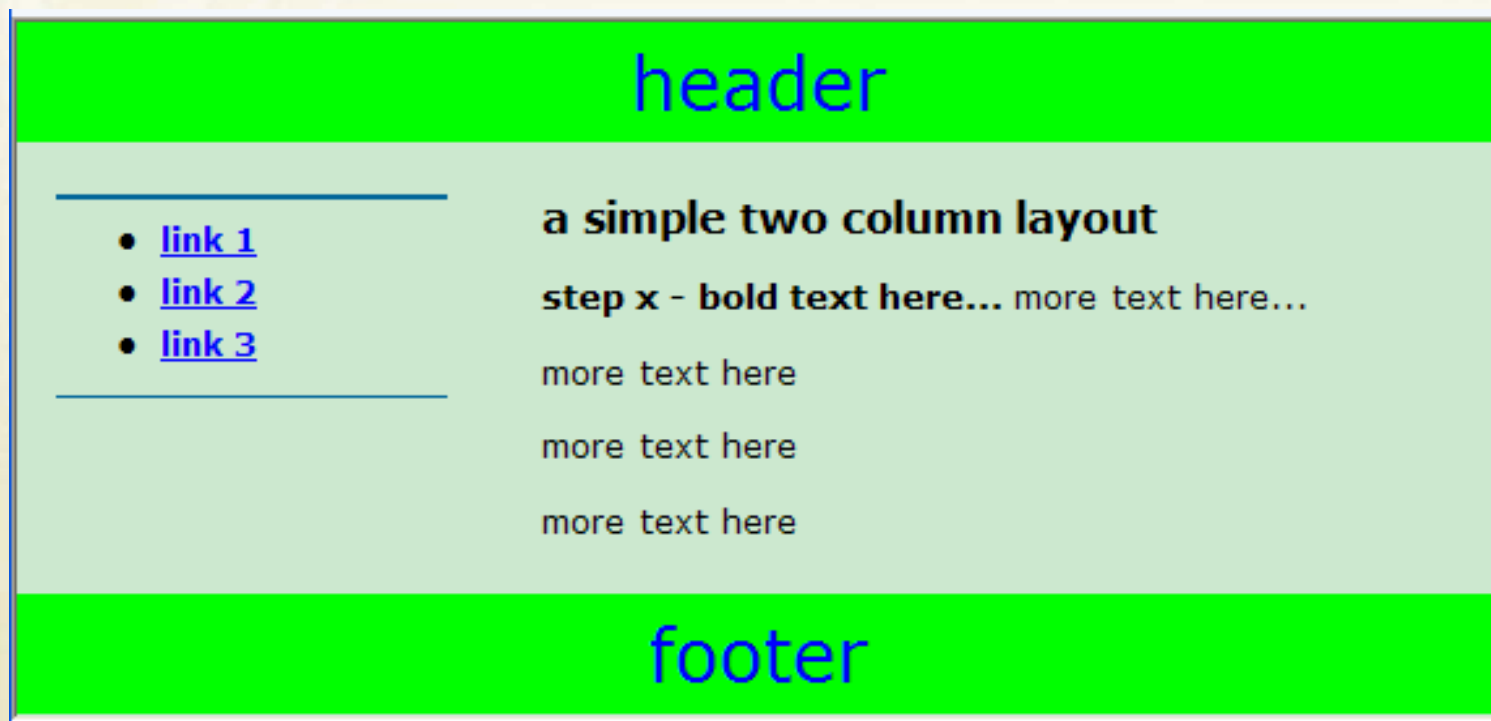 header
link 1
link 2
link 3
a simple two column layout
step x - bold text here... more text here...
more text here
more text here
more text here
footer